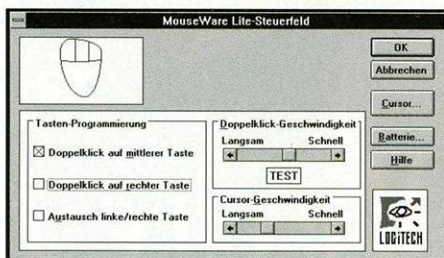 MouseWare Lite-Steuerfeld
OK
Abbrechen
Cursor...
Batterie...
Hilfe
Tasten-Programmierung
Doppelklick auf mittlerer Taste
Doppelklick auf rechter Taste
Austausch linke/rechte Taste
Doppelklick-Geschwindigkeit
Langsam Schnell
TEST
Cursor-Geschwindigkeit
Langsam Schnell
LOGITECH